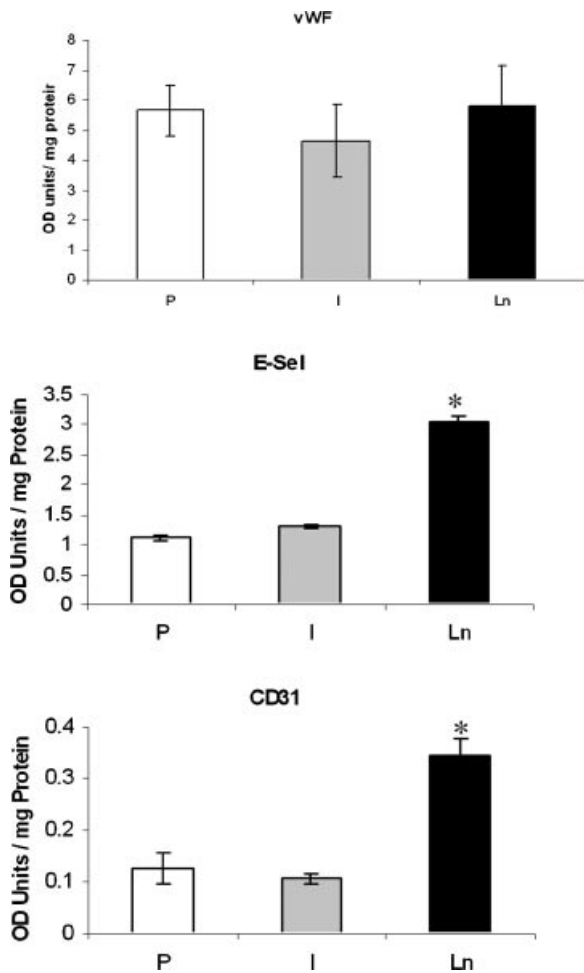 vWF
OD units/ mg protein
8
7
6
5
4
3
2
1
0
P I Ln
E-Sel
OD Units / mg Protein
3.5
3
2.5
2
1.5
1
0.5
0
*
P I Ln
CD31
OD Units / mg Protein
0.4
0.3
0.2
0.1
0
*
P I Ln